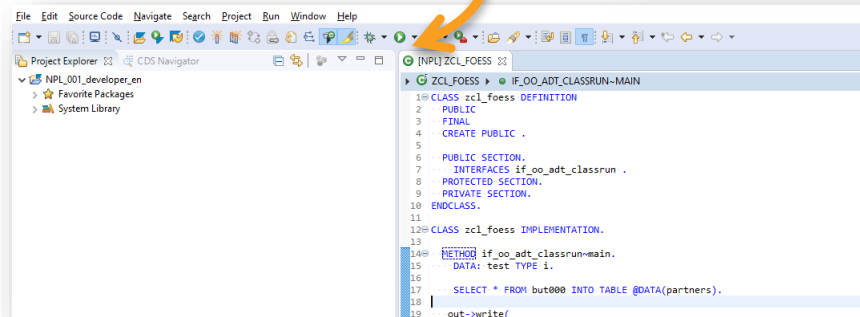 File Edit Source Code Navigate Search Project Run Window Help
Project Explorer CDS Navigator
NPL_001_developer_en
Favorite Packages
System Library
[NPL] ZCL_FOESS
ZCL_FOESS IF_OO_ADT_CLASSRUN~MAIN
1 CLASS zcl_foess DEFINITION
2 PUBLIC
3 FINAL
4 CREATE PUBLIC .
5
6 PUBLIC SECTION.
7 INTERFACES if_oo_adt_classrun .
8 PROTECTED SECTION.
9 PRIVATE SECTION.
10 ENDCLASS.
11
12 CLASS zcl_foess IMPLEMENTATION.
13
14 METHOD if_oo_adt_classrun~main.
15 DATA: test TYPE i.
16
17 SELECT * FROM but000 INTO TABLE @DATA(partners).
18
19 out->write(